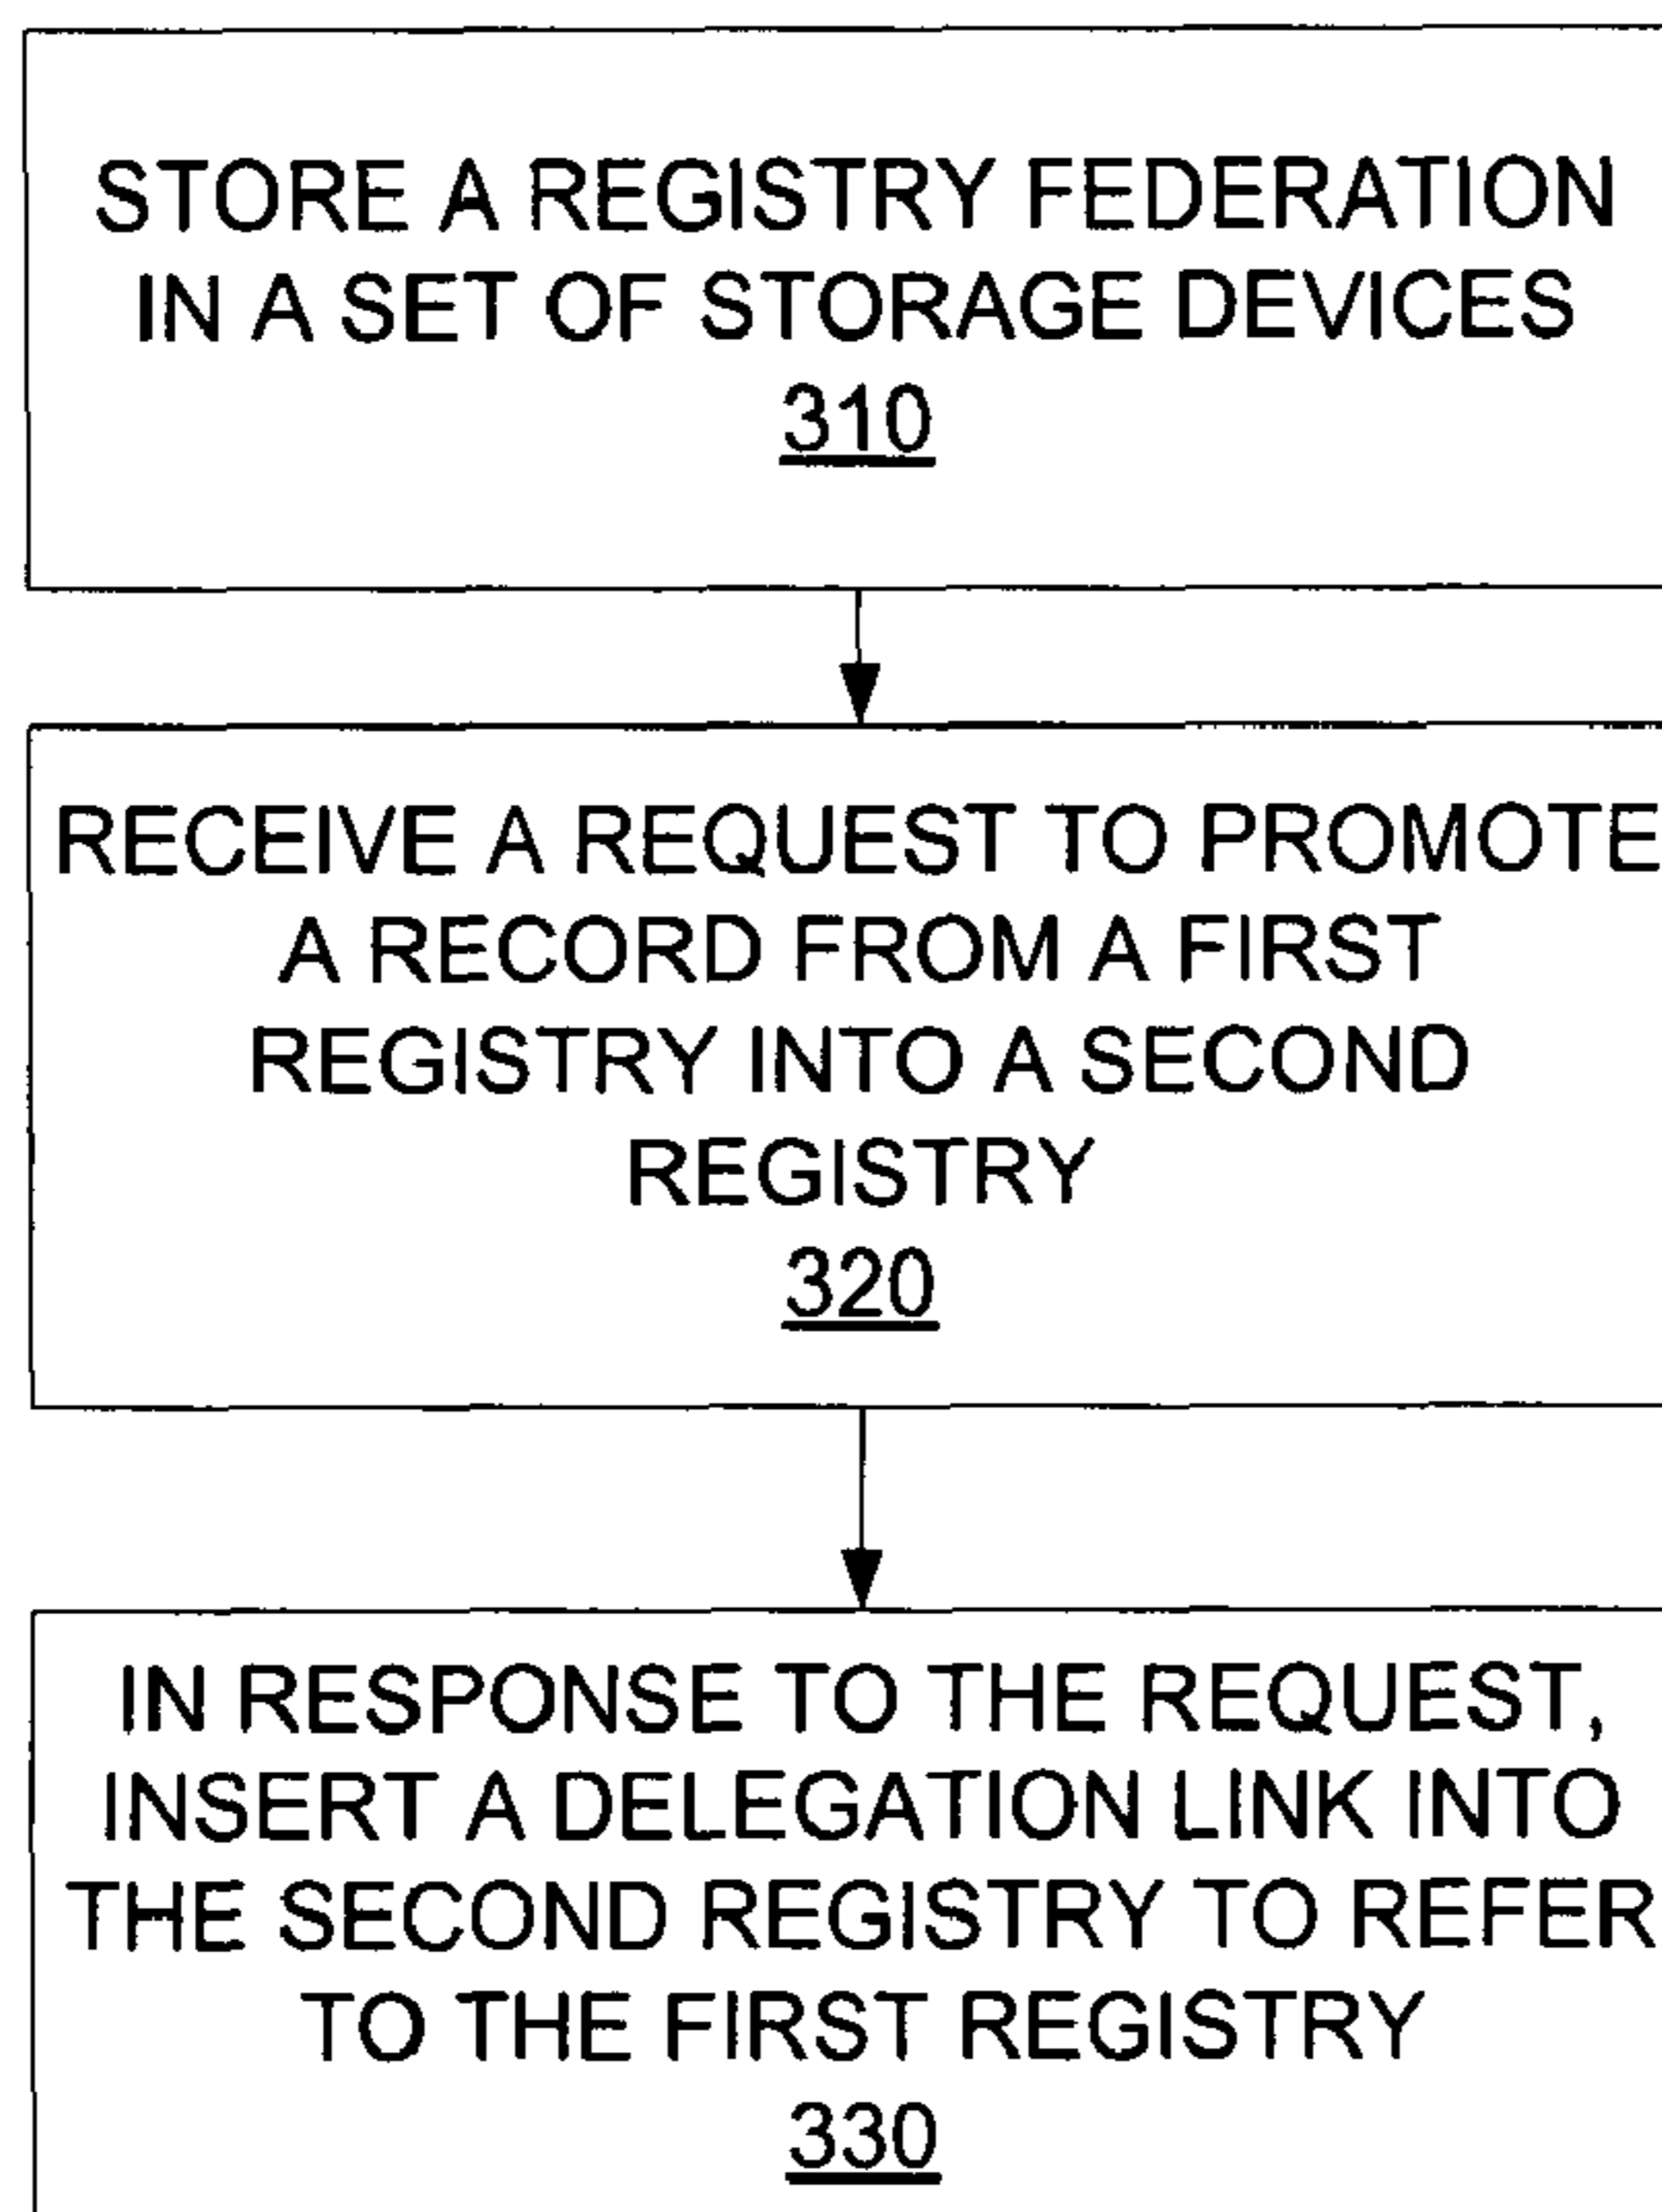 STORE A REGISTRY FEDERATION
IN A SET OF STORAGE DEVICES
310
RECEIVE A REQUEST TO PROMOTE
A RECORD FROM A FIRST
REGISTRY INTO A SECOND
REGISTRY
320
IN RESPONSE TO THE REQUEST,
INSERT A DELEGATION LINK INTO
THE SECOND REGISTRY TO REFER
TO THE FIRST REGISTRY
330